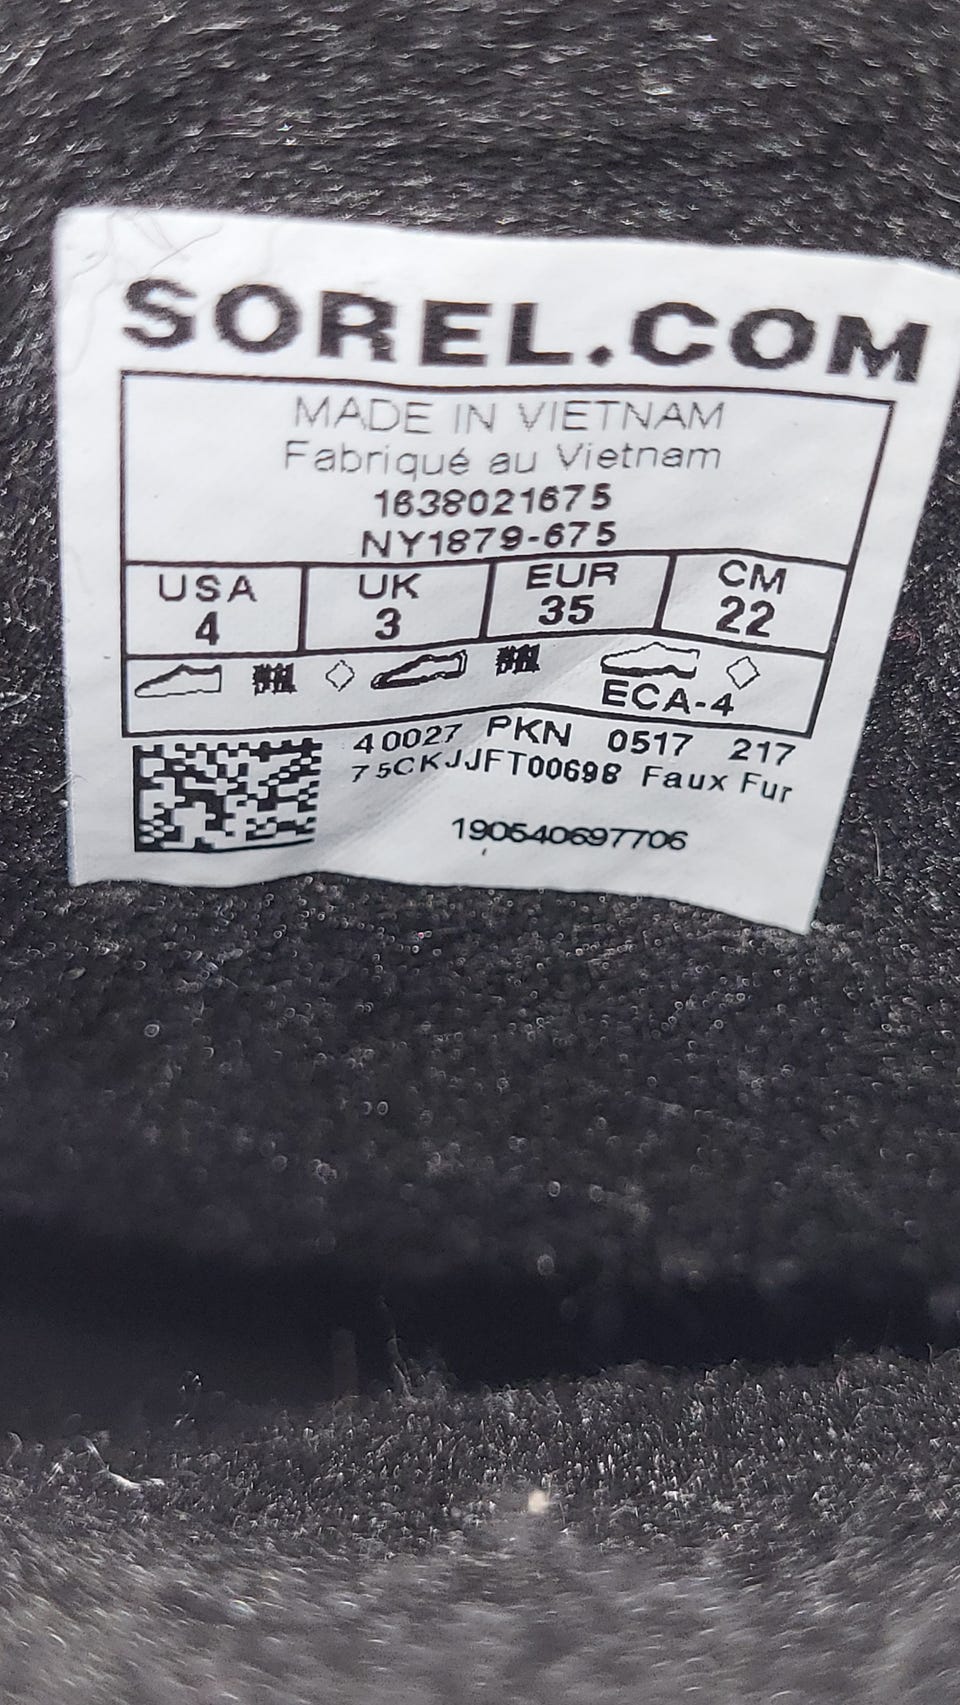 SOREL.COM
MADE IN VIETNAM
Fabriqué au Vietnam
1638021675
NY1879-675
USA UK EUR CM
4 3 35 22
ECA-4
40027 PKN 0517 217
75CKJJFT00698 Faux Fur
190540697706